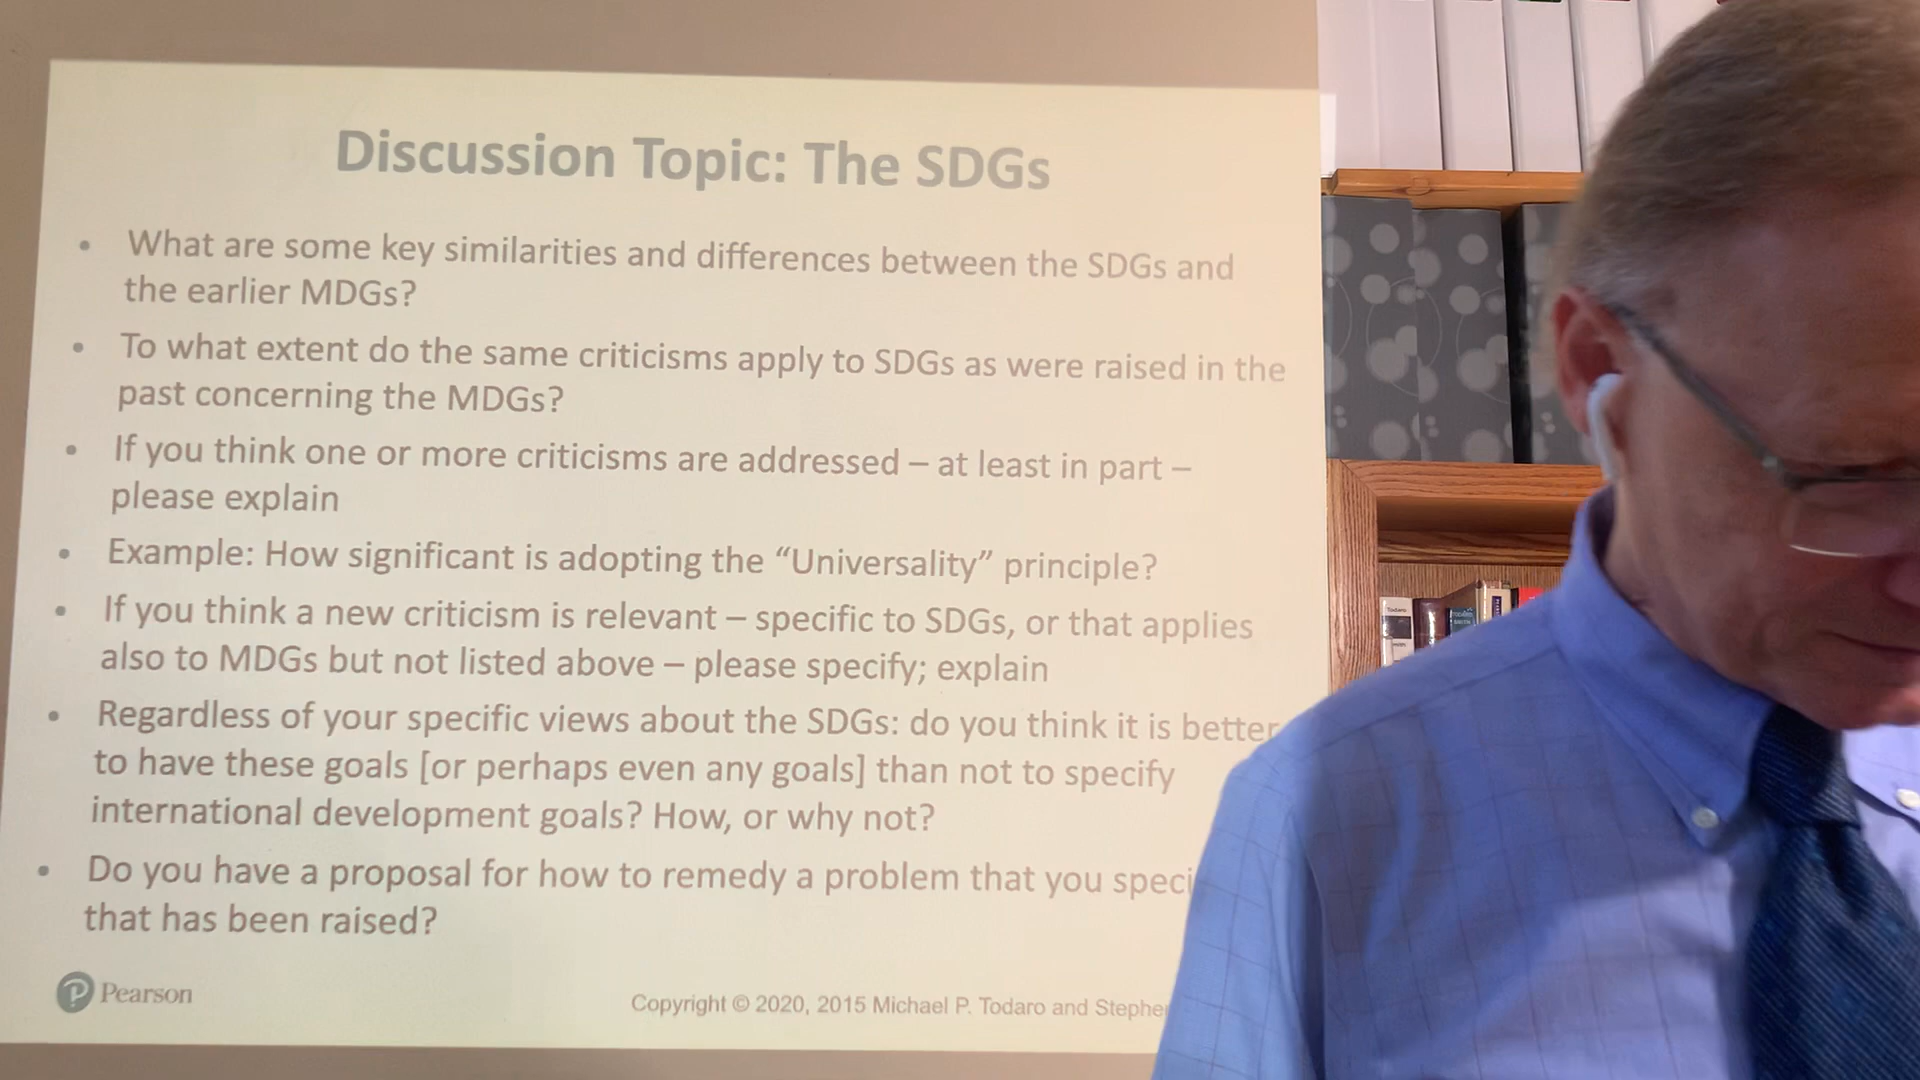 Discussion Topic: The SDGs
• What are some key similarities and differences between the SDGs and
the earlier MDGs?
• To what extent do the same criticisms apply to SDGs as were raised in the
past concerning the MDGs?
• If you think one or more criticisms are addressed – at least in part –
please explain
• Example: How significant is adopting the “Universality” principle?
• If you think a new criticism is relevant – specific to SDGs, or that applies
also to MDGs but not listed above – please specify; explain
• Regardless of your specific views about the SDGs: do you think it is better
to have these goals [or perhaps even any goals] than not to specify
international development goals? How, or why not?
• Do you have a proposal for how to remedy a problem that you speci
that has been raised?
Pearson
Copyright © 2020, 2015 Michael P. Todaro and Stephe
Todaro